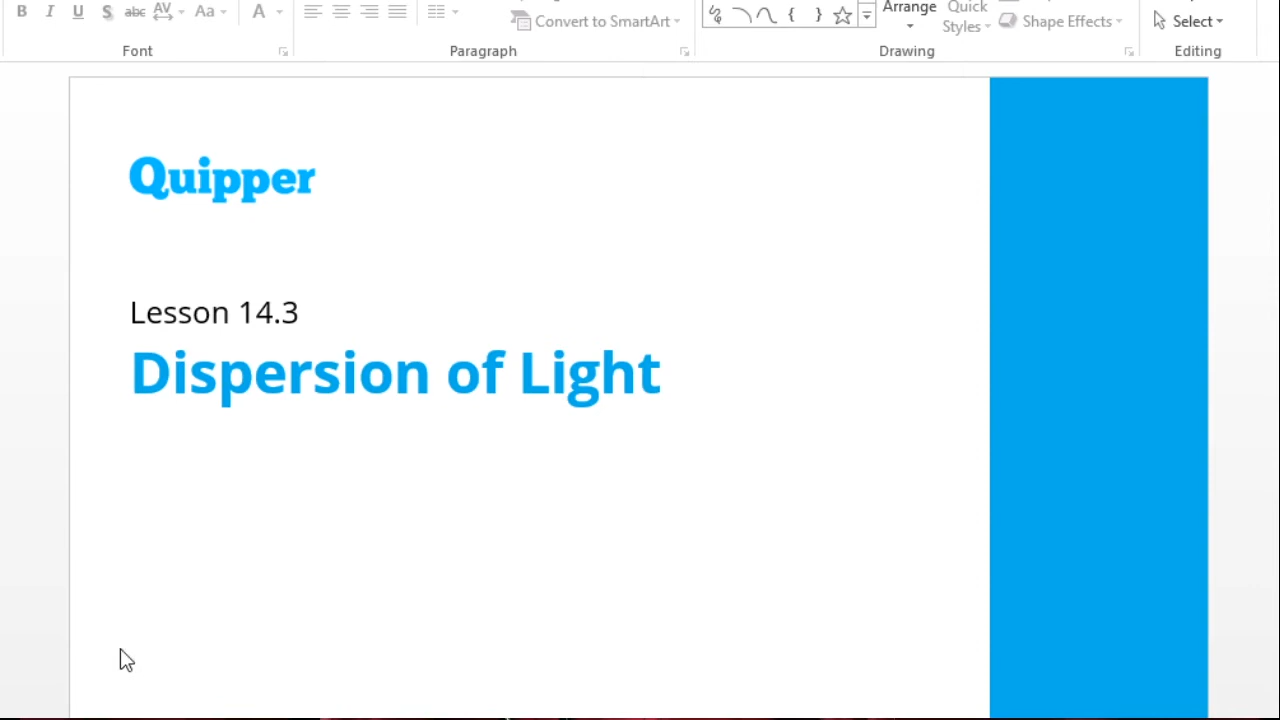 B I U S abc AV Aa A
Convert to SmartArt
Arrange
Quick
Styles
Shape Effects
Select
Font
Paragraph
Drawing
Editing
Quipper
Lesson 14.3
Dispersion of Light